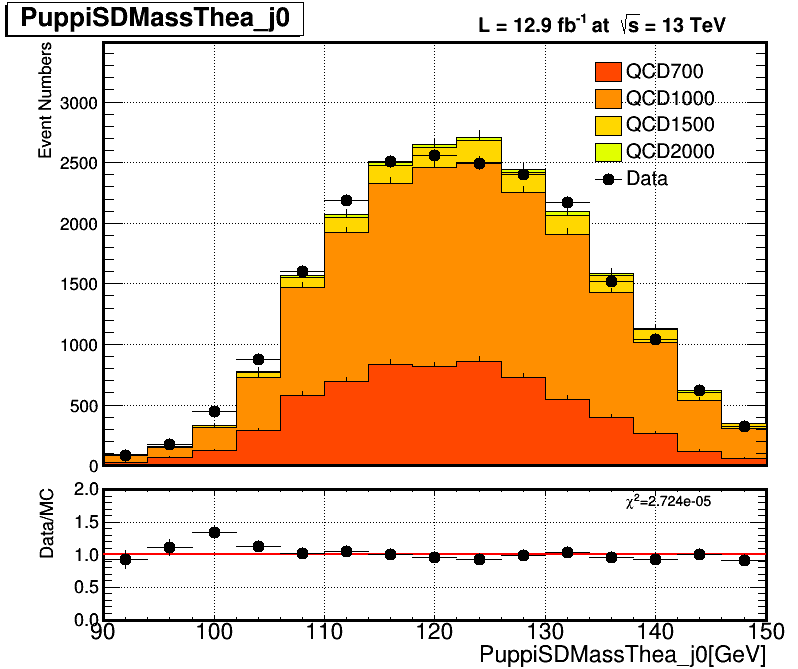 PuppiSDMassThea_j0
L = 12.9 fb⁻¹ at √s = 13 TeV
Event Numbers
3000
2500
2000
1500
1000
500
0
QCD700
QCD1000
QCD1500
QCD2000
Data
Data/MC
2.0
1.5
1.0
0.5
0.0
χ²=2.724e-05
90 100 110 120 130 140 150
PuppiSDMassThea_j0[GeV]